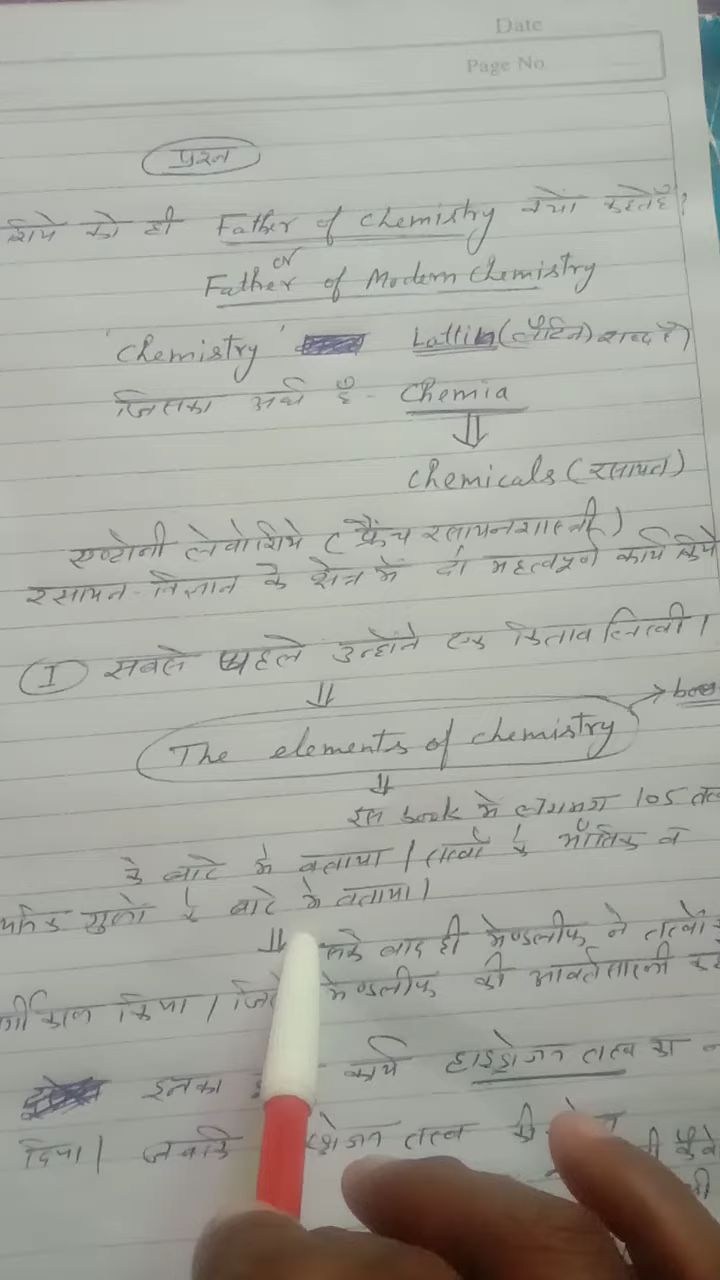 Date
Page No
प्रश्न
शिये को ही Father of chemistry क्यों कहते है?
or
Father of Modern Chemistry
'Chemistry' Lattin (लैटिन) शब्द है
जिसका अर्थ है - Chemia
⇓
Chemicals (रसायन)
एण्टोनी लेवोशिये (फ्रैंच रसायनशास्त्री)
रसायन विज्ञान के क्षेत्र में दो महत्वपूर्ण कार्य किये
I सबसे पहले उन्होंने एक किताब लिखी।
⇓
The elements of chemistry →
⇓
इस book मे लगभग 105
के बारे मे बताया। तत्वों के भौतिक व
गुणों के बारे मे बताया।
⇓ बाद ही मेण्डलीफ ने तत्वों
किया। मेण्डलीफ की आवर्तसारणी
इनका कार्य हाइड्रोजन तत्व का
दिया। जबकि तत्व की